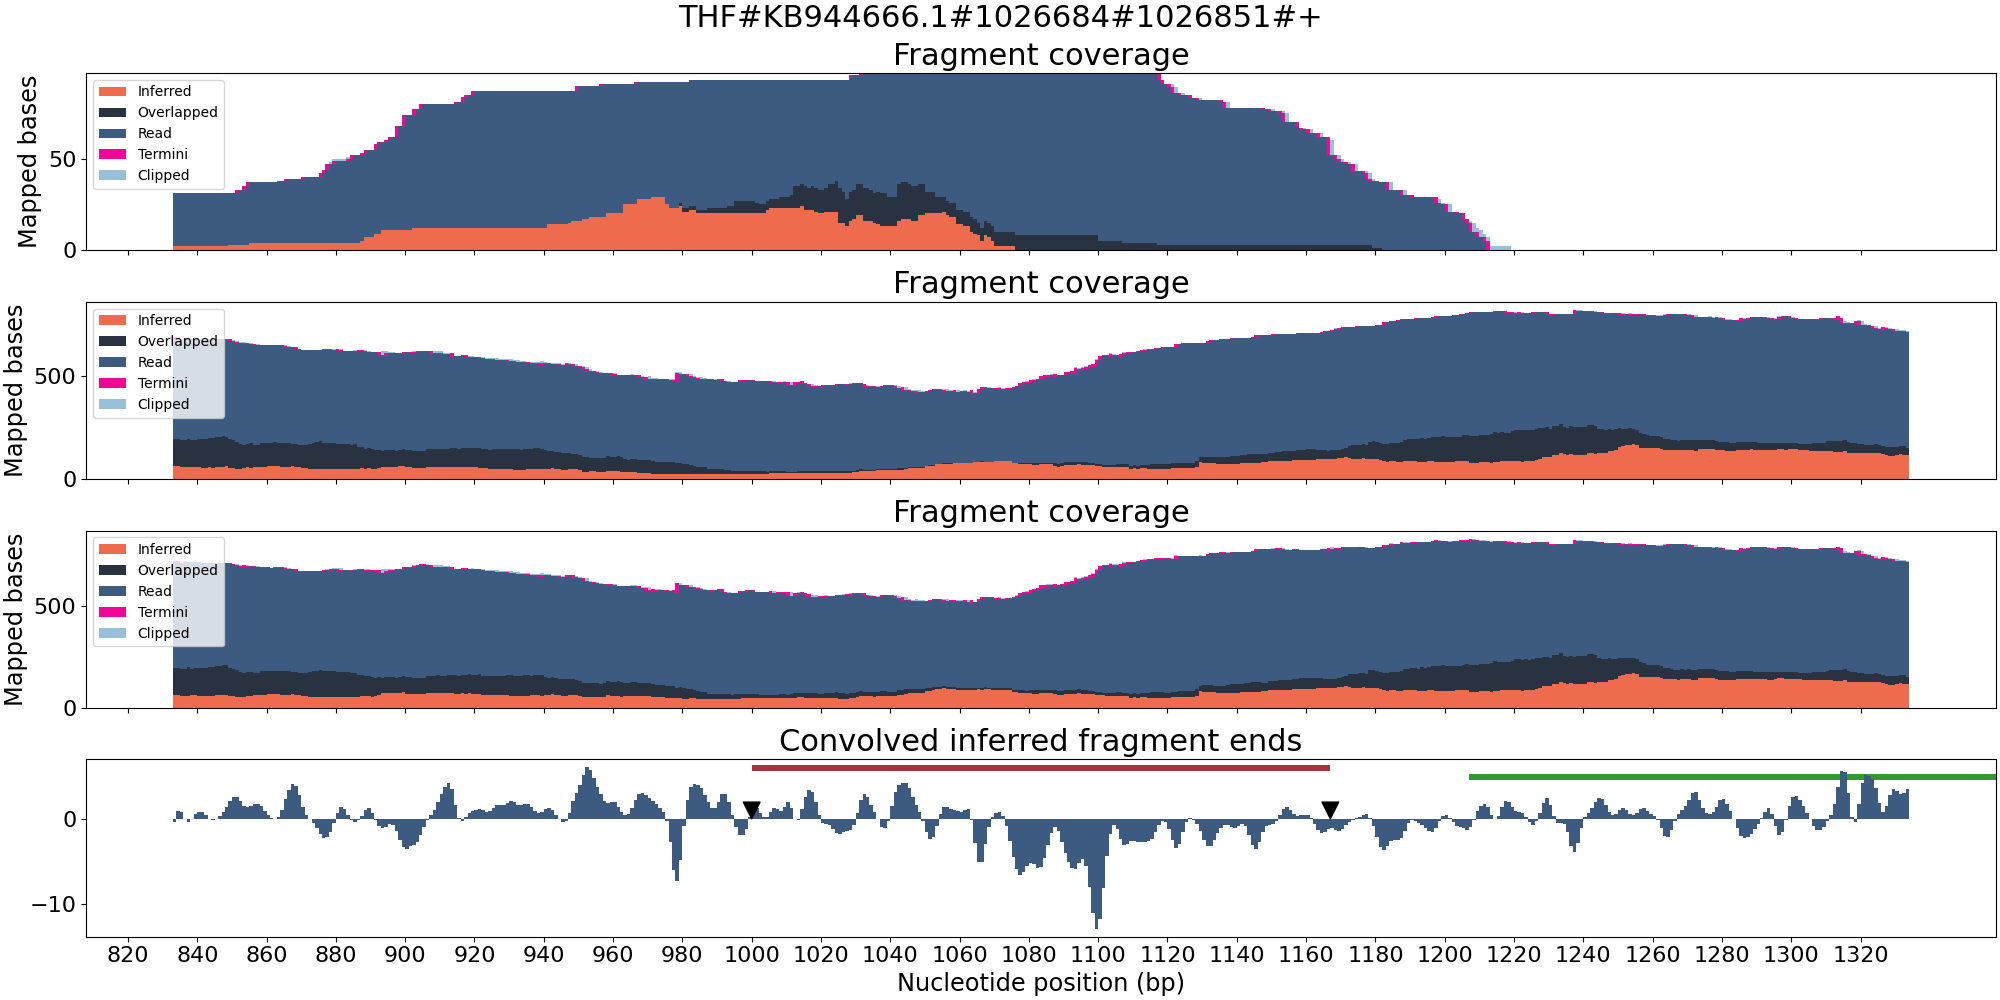 THF#KB944666.1#1026684#1026851#+
Fragment coverage
Mapped bases
50
0
Inferred
Overlapped
Read
Termini
Clipped
Fragment coverage
Mapped bases
500
0
Inferred
Overlapped
Read
Termini
Clipped
Fragment coverage
Mapped bases
500
0
Inferred
Overlapped
Read
Termini
Clipped
Convolved inferred fragment ends
0
−10
820 840 860 880 900 920 940 960 980 1000 1020 1040 1060 1080 1100 1120 1140 1160 1180 1200 1220 1240 1260 1280 1300 1320
Nucleotide position (bp)